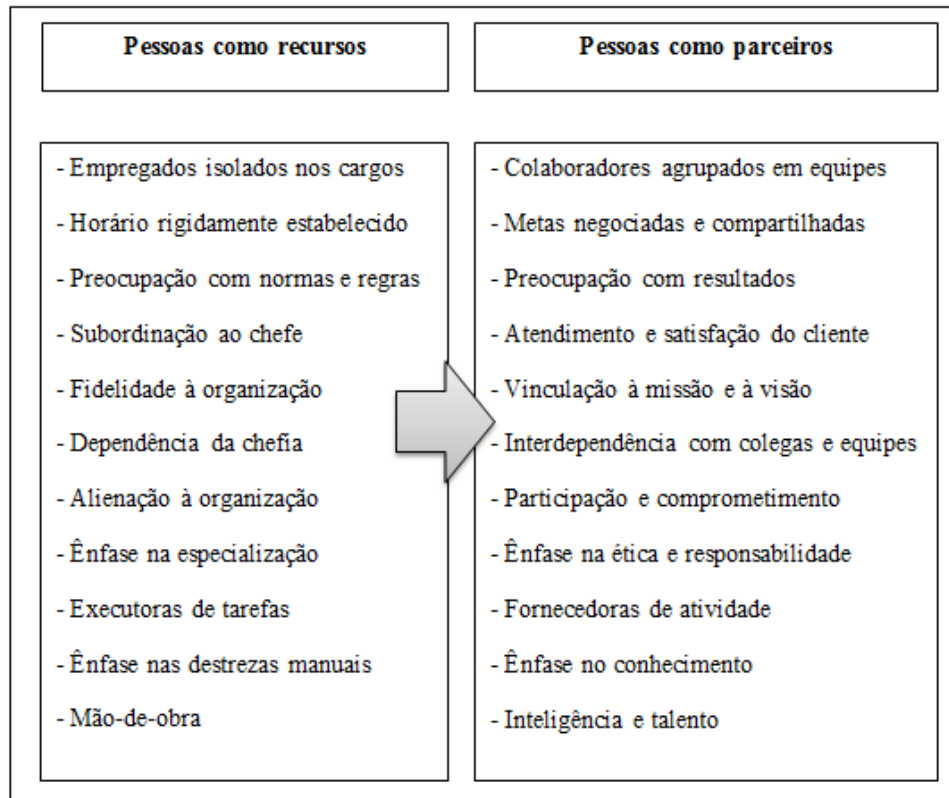 Pessoas como recursos
Pessoas como parceiros
- Empregados isolados nos cargos
- Horário rigidamente estabelecido
- Preocupação com normas e regras
- Subordinação ao chefe
- Fidelidade à organização
- Dependência da chefia
- Alienação à organização
- Ênfase na especialização
- Executoras de tarefas
- Ênfase nas destrezas manuais
- Mão-de-obra
- Colaboradores agrupados em equipes
- Metas negociadas e compartilhadas
- Preocupação com resultados
- Atendimento e satisfação do cliente
- Vinculação à missão e à visão
- Interdependência com colegas e equipes
- Participação e comprometimento
- Ênfase na ética e responsabilidade
- Fornecedoras de atividade
- Ênfase no conhecimento
- Inteligência e talento